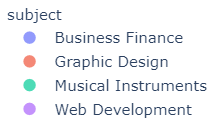 subject
Business Finance
Graphic Design
Musical Instruments
Web Development